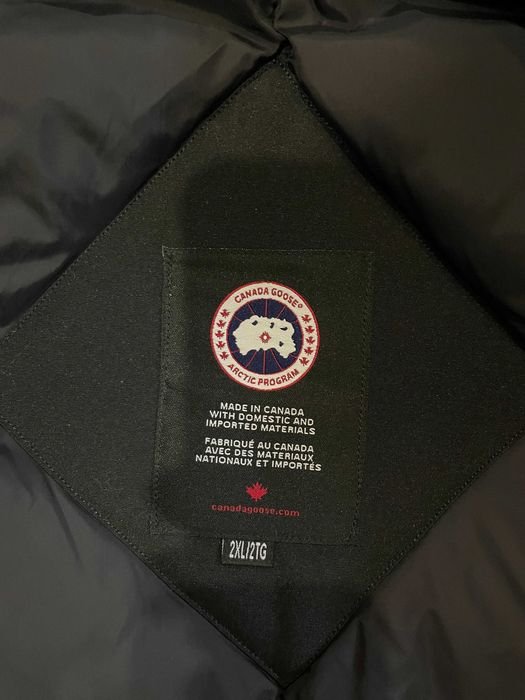 CANADA GOOSE®
ARCTIC PROGRAM
MADE IN CANADA
WITH DOMESTIC AND
IMPORTED MATERIALS
FABRIQUÉ AU CANADA
AVEC DES MATERIAUX
NATIONAUX ET IMPORTÉS
canadagoose.com
2XL/2TG